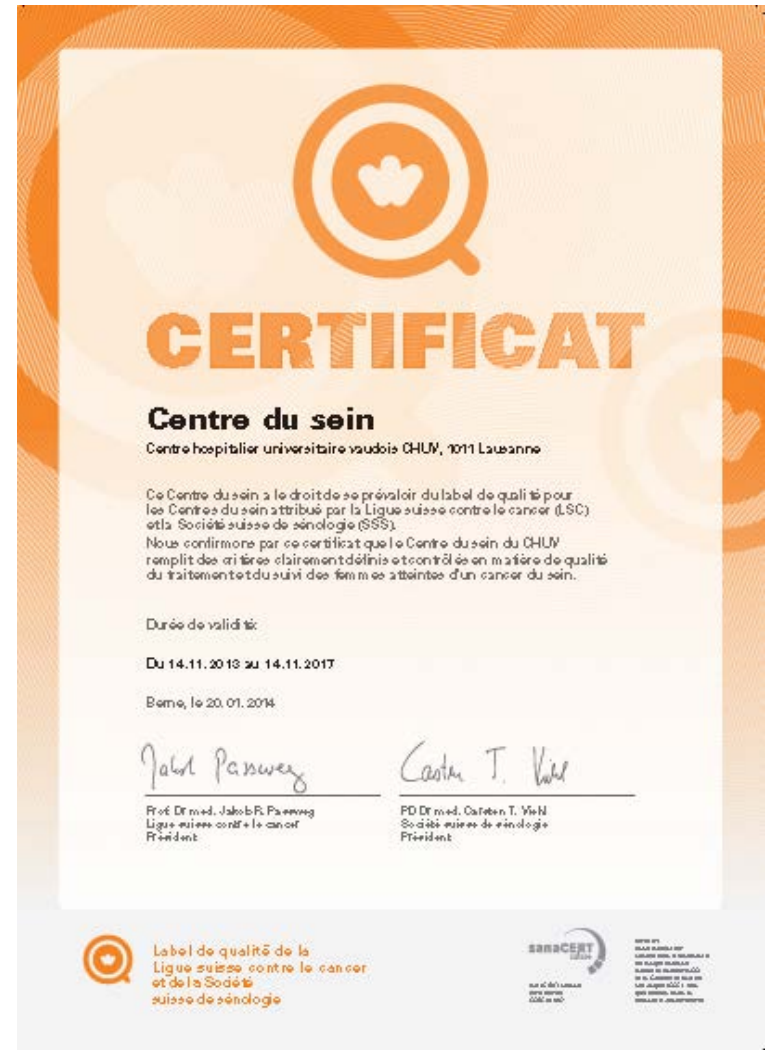 CERTIFICAT
Centre du sein
Centre hospitalier universitaire vaudois CHUV, 1011 Lausanne
Ce Centre du sein a le droit de se prévaloir du label de qualité pour
les Centres du sein attribué par la Ligue suisse contre le cancer (LSC)
et la Société suisse de sénologie (SSS).
Nous confirmons par ce certificat que le Centre du sein du CHUV
remplit des critères clairement définis et contrôlés en matière de qualité
du traitement et du suivi des femmes atteintes d'un cancer du sein.
Durée de validité:
Du 14.11.2013 au 14.11.2017
Berne, le 20.01.2014
Jakob Passweg
Carsten T. Viehl
Prof. Dr med. Jakob R. Passweg
Ligue suisse contre le cancer
Président
PD Dr med. Carsten T. Viehl
Société suisse de sénologie
Président
Label de qualité de la
Ligue suisse contre le cancer
et de la Société
suisse de sénologie
sanaCERT